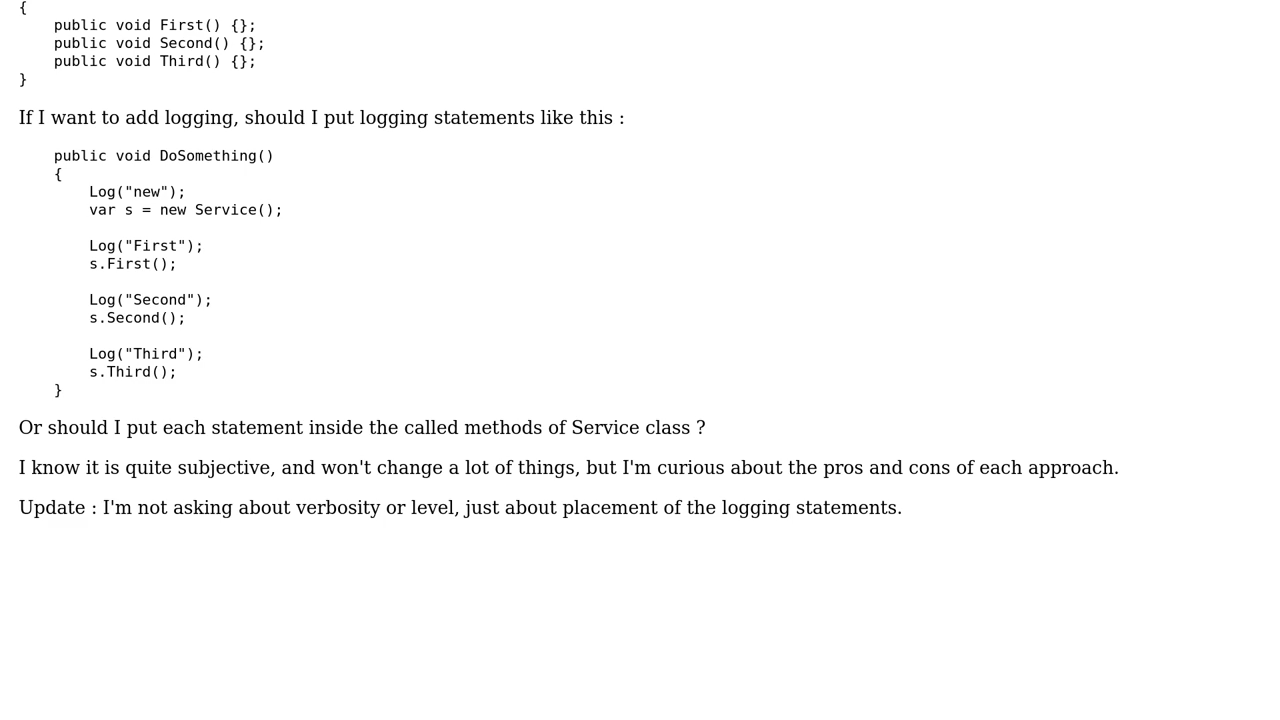 {
    public void First() {};
    public void Second() {};
    public void Third() {};
}
If I want to add logging, should I put logging statements like this :
    public void DoSomething()
    {
        Log("new");
        var s = new Service();

        Log("First");
        s.First();

        Log("Second");
        s.Second();

        Log("Third");
        s.Third();
    }
Or should I put each statement inside the called methods of Service class ?
I know it is quite subjective, and won't change a lot of things, but I'm curious about the pros and cons of each approach.
Update : I'm not asking about verbosity or level, just about placement of the logging statements.